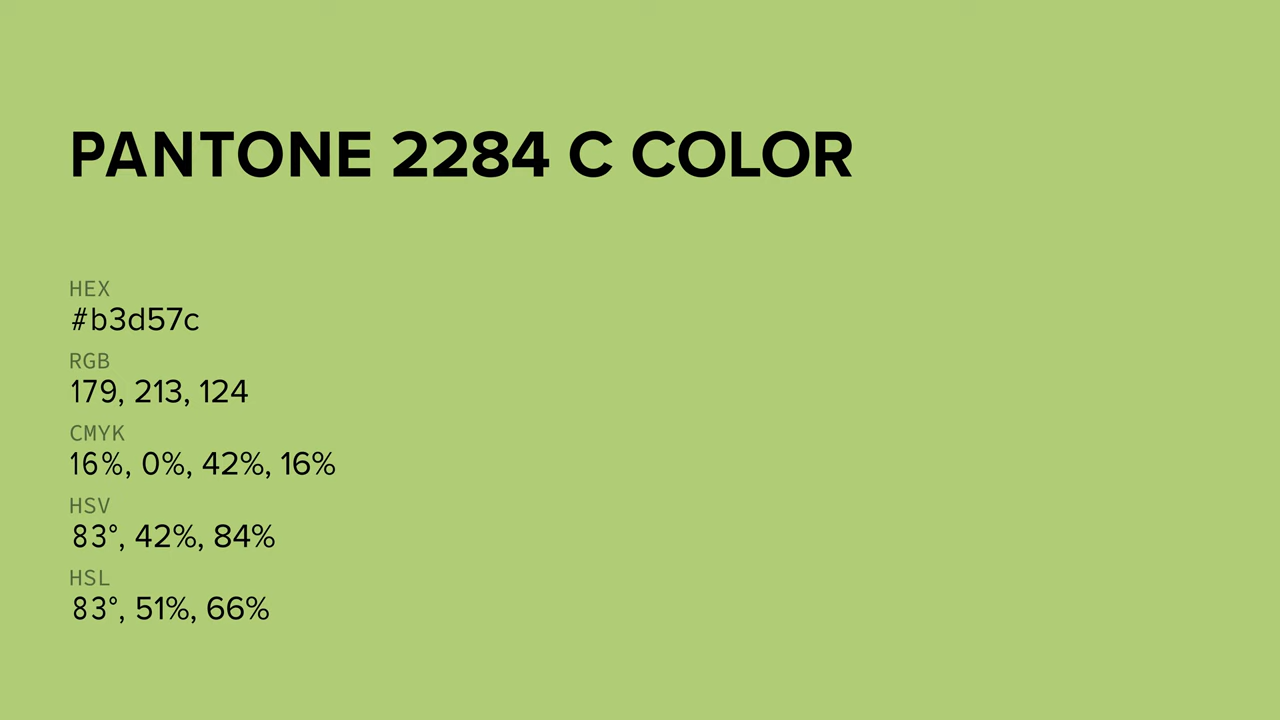 PANTONE 2284 C COLOR
HEX
#b3d57c
RGB
179, 213, 124
CMYK
16%, 0%, 42%, 16%
HSV
83°, 42%, 84%
HSL
83°, 51%, 66%